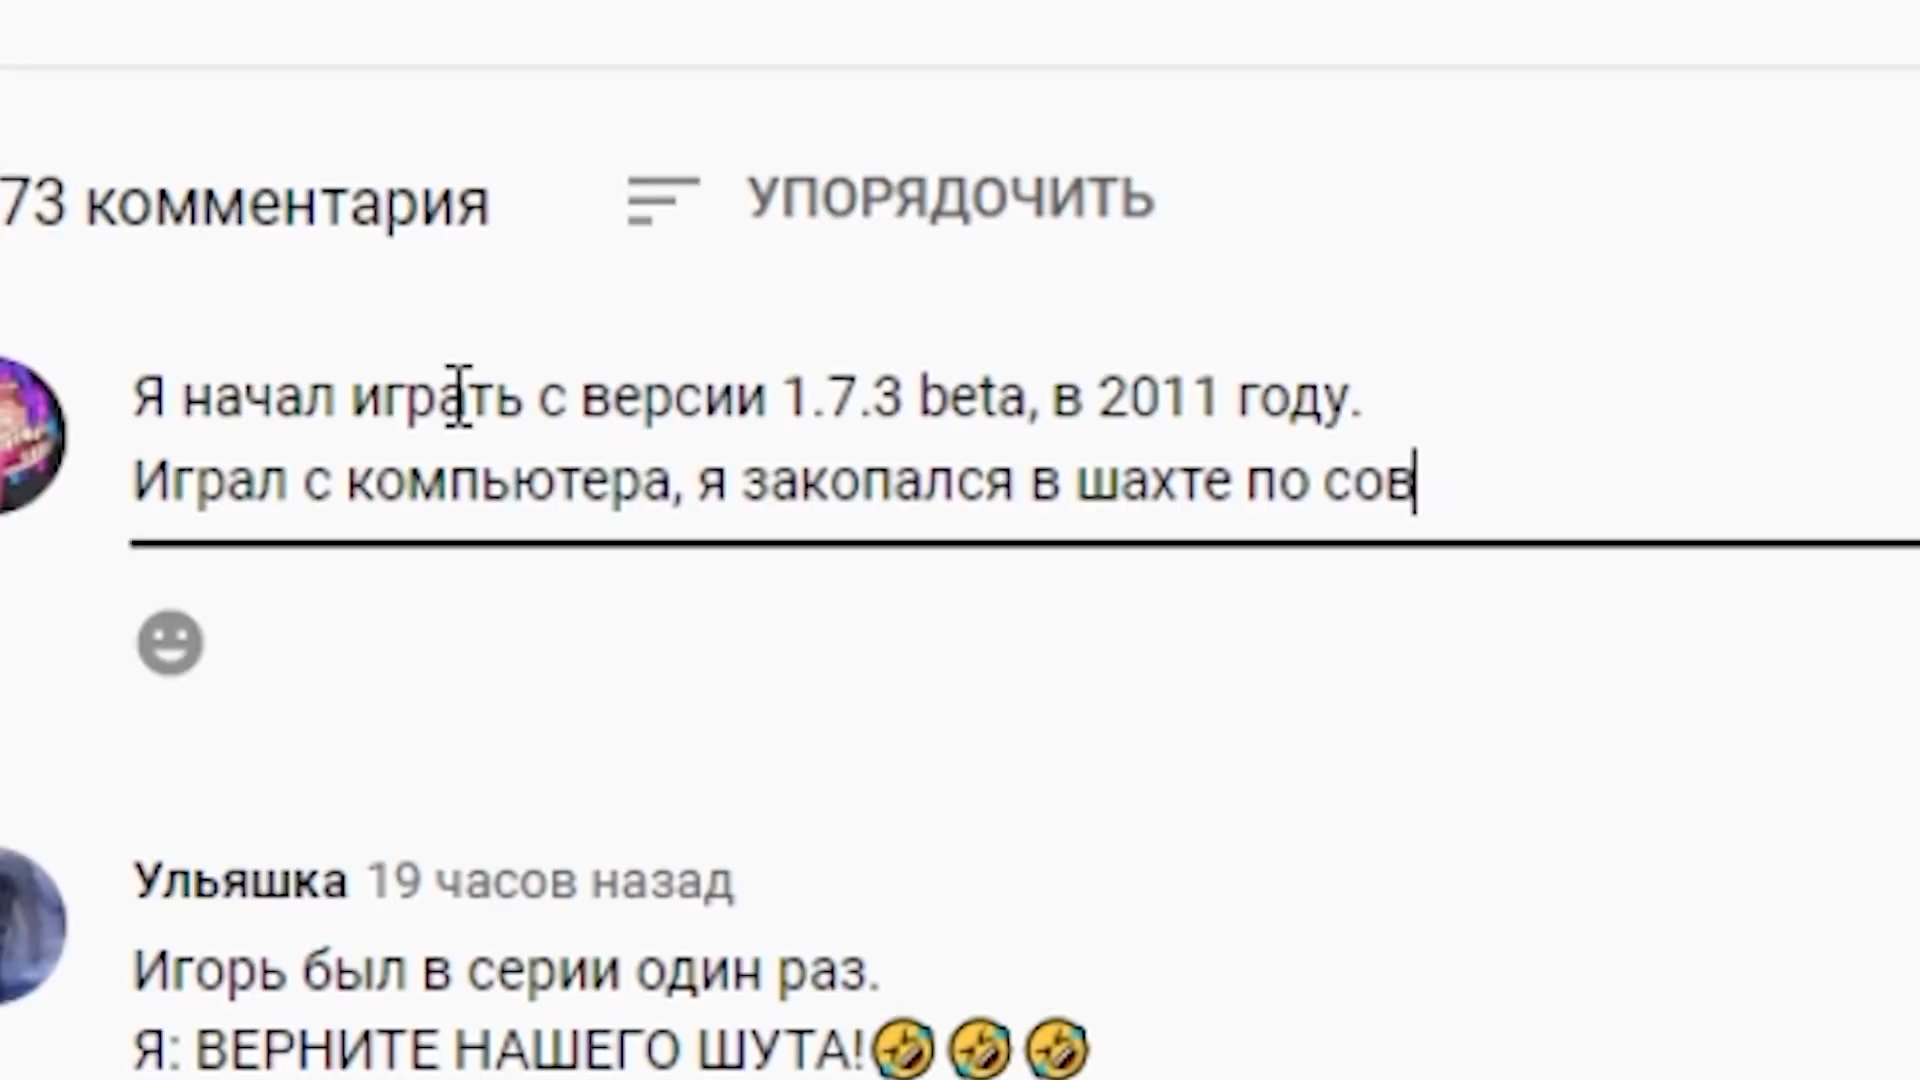 73 комментария УПОРЯДОЧИТЬ
Я начал играть с версии 1.7.3 beta, в 2011 году.
Играл с компьютера, я закопался в шахте по сов
Ульяшка 19 часов назад
Игорь был в серии один раз.
Я: ВЕРНИТЕ НАШЕГО ШУТА!🤣🤣🤣